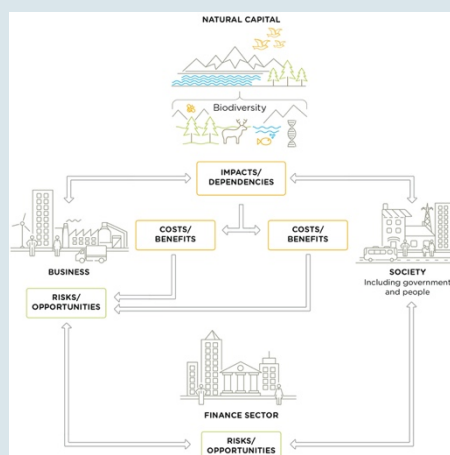 NATURAL CAPITAL
Biodiversity
IMPACTS/
DEPENDENCIES
COSTS/
BENEFITS
COSTS/
BENEFITS
BUSINESS
SOCIETY
Including government
and people
RISKS/
OPPORTUNITIES
FINANCE SECTOR
RISKS/
OPPORTUNITIES